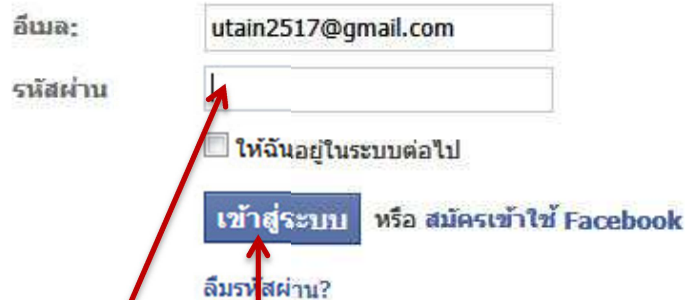 อีเมล: utain2517@gmail.com
รหัสผ่าน
ให้ฉันอยู่ในระบบต่อไป
เข้าสู่ระบบ หรือ สมัครเข้าใช้ Facebook
ลืมรหัสผ่าน?